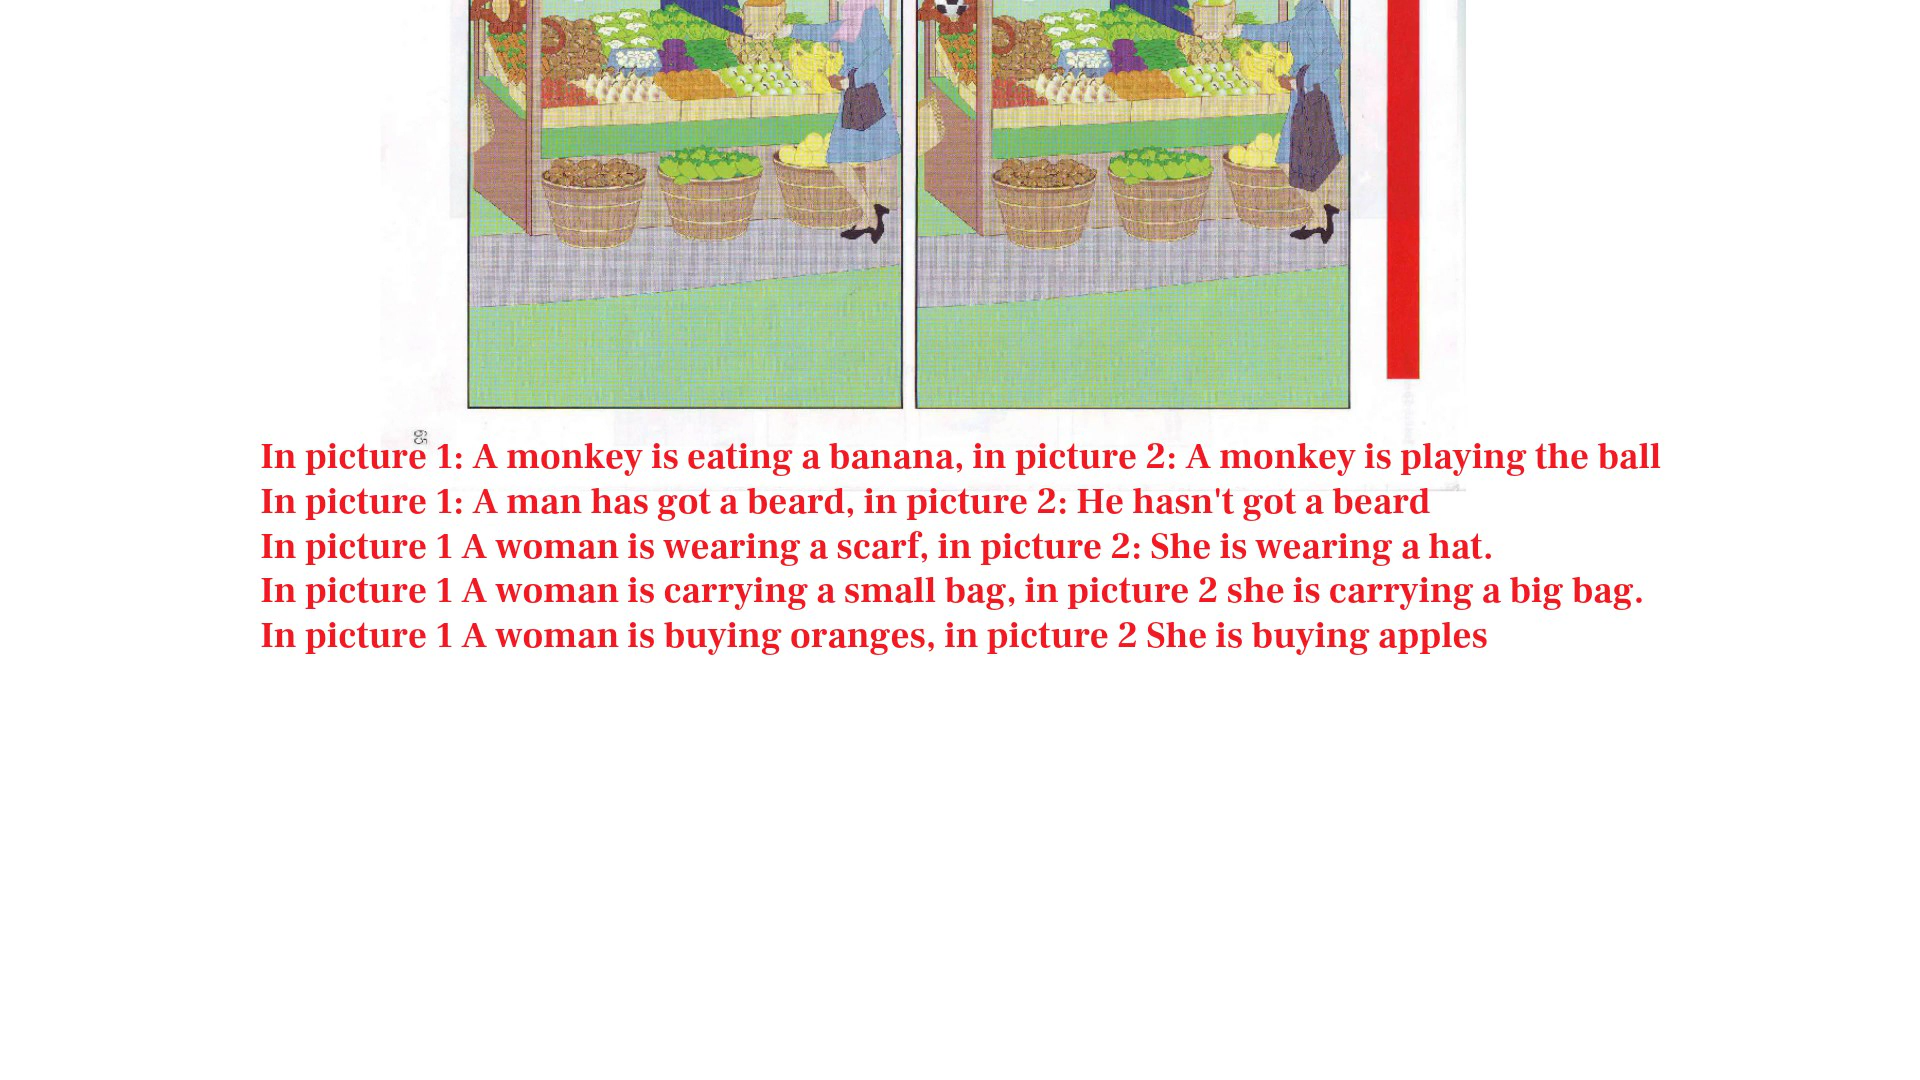 65
In picture 1: A monkey is eating a banana, in picture 2: A monkey is playing the ball
In picture 1: A man has got a beard, in picture 2: He hasn't got a beard
In picture 1 A woman is wearing a scarf, in picture 2: She is wearing a hat.
In picture 1 A woman is carrying a small bag, in picture 2 she is carrying a big bag.
In picture 1 A woman is buying oranges, in picture 2 She is buying apples